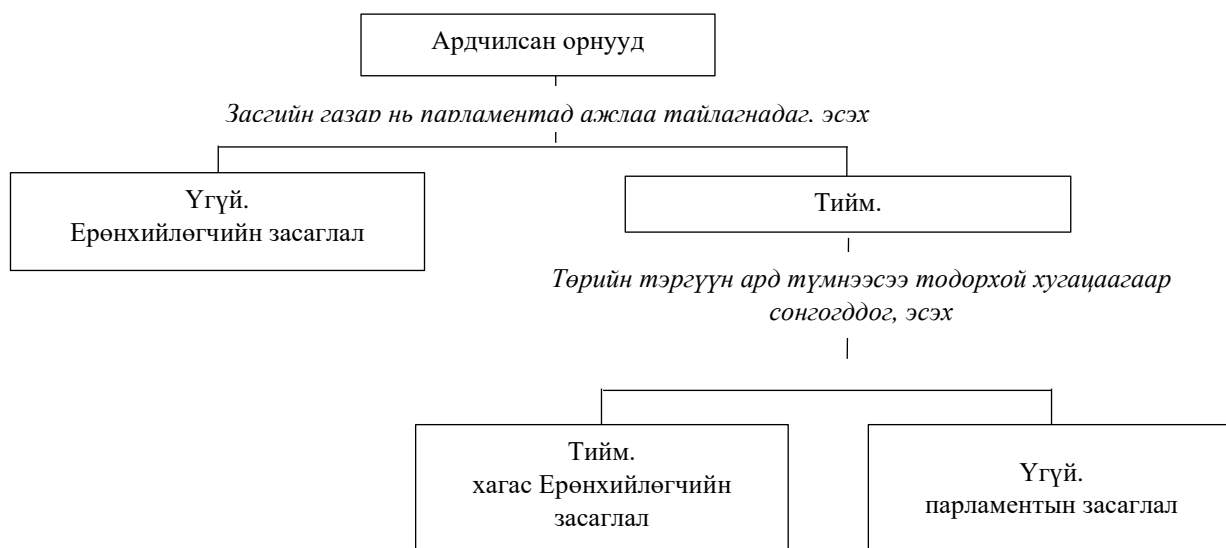 Ардчилсан орнууд
Засгийн газар нь парламентад ажлаа тайлагнадаг, эсэх
Үгүй.
Ерөнхийлөгчийн засаглал
Тийм.
Төрийн тэргүүн ард түмнээсээ тодорхой хугацаагаар
сонгогддог, эсэх
Тийм.
хагас Ерөнхийлөгчийн
засаглал
Үгүй.
парламентын засаглал